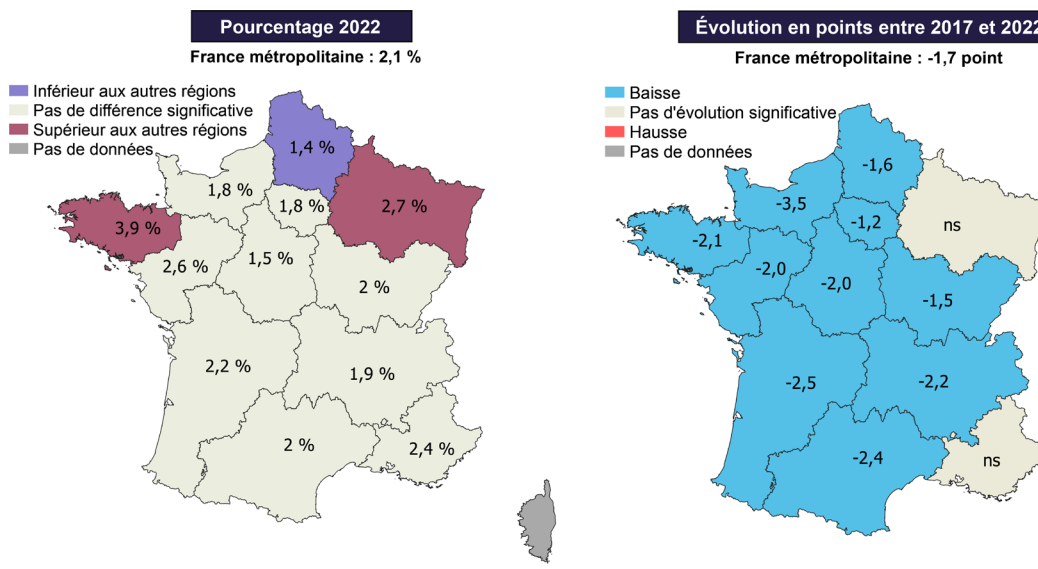 Pourcentage 2022
France métropolitaine : 2,1 %
Inférieur aux autres régions
Pas de différence significative
Supérieur aux autres régions
Pas de données
1,4 %
1,8 %
1,8 %
2,7 %
3,9 %
2,6 %
1,5 %
2 %
2,2 %
1,9 %
2 %
2,4 %
Évolution en points entre 2017 et 2022
France métropolitaine : -1,7 point
Baisse
Pas d'évolution significative
Hausse
Pas de données
-1,6
-3,5
-1,2
ns
-2,1
-2,0
-2,0
-1,5
-2,5
-2,2
-2,4
ns